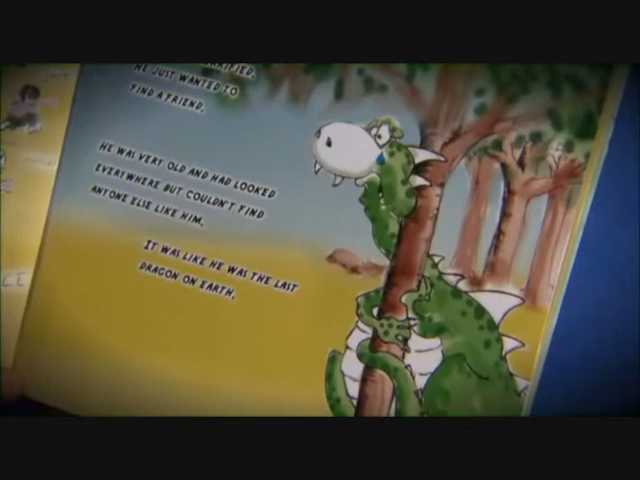 HE JUST WANTED TO
FIND A FRIEND.
HE WAS VERY OLD AND HAD LOOKED
EVERYWHERE BUT COULDN'T FIND
ANYONE ELSE LIKE HIM.
IT WAS LIKE HE WAS THE LAST
DRAGON ON EARTH.